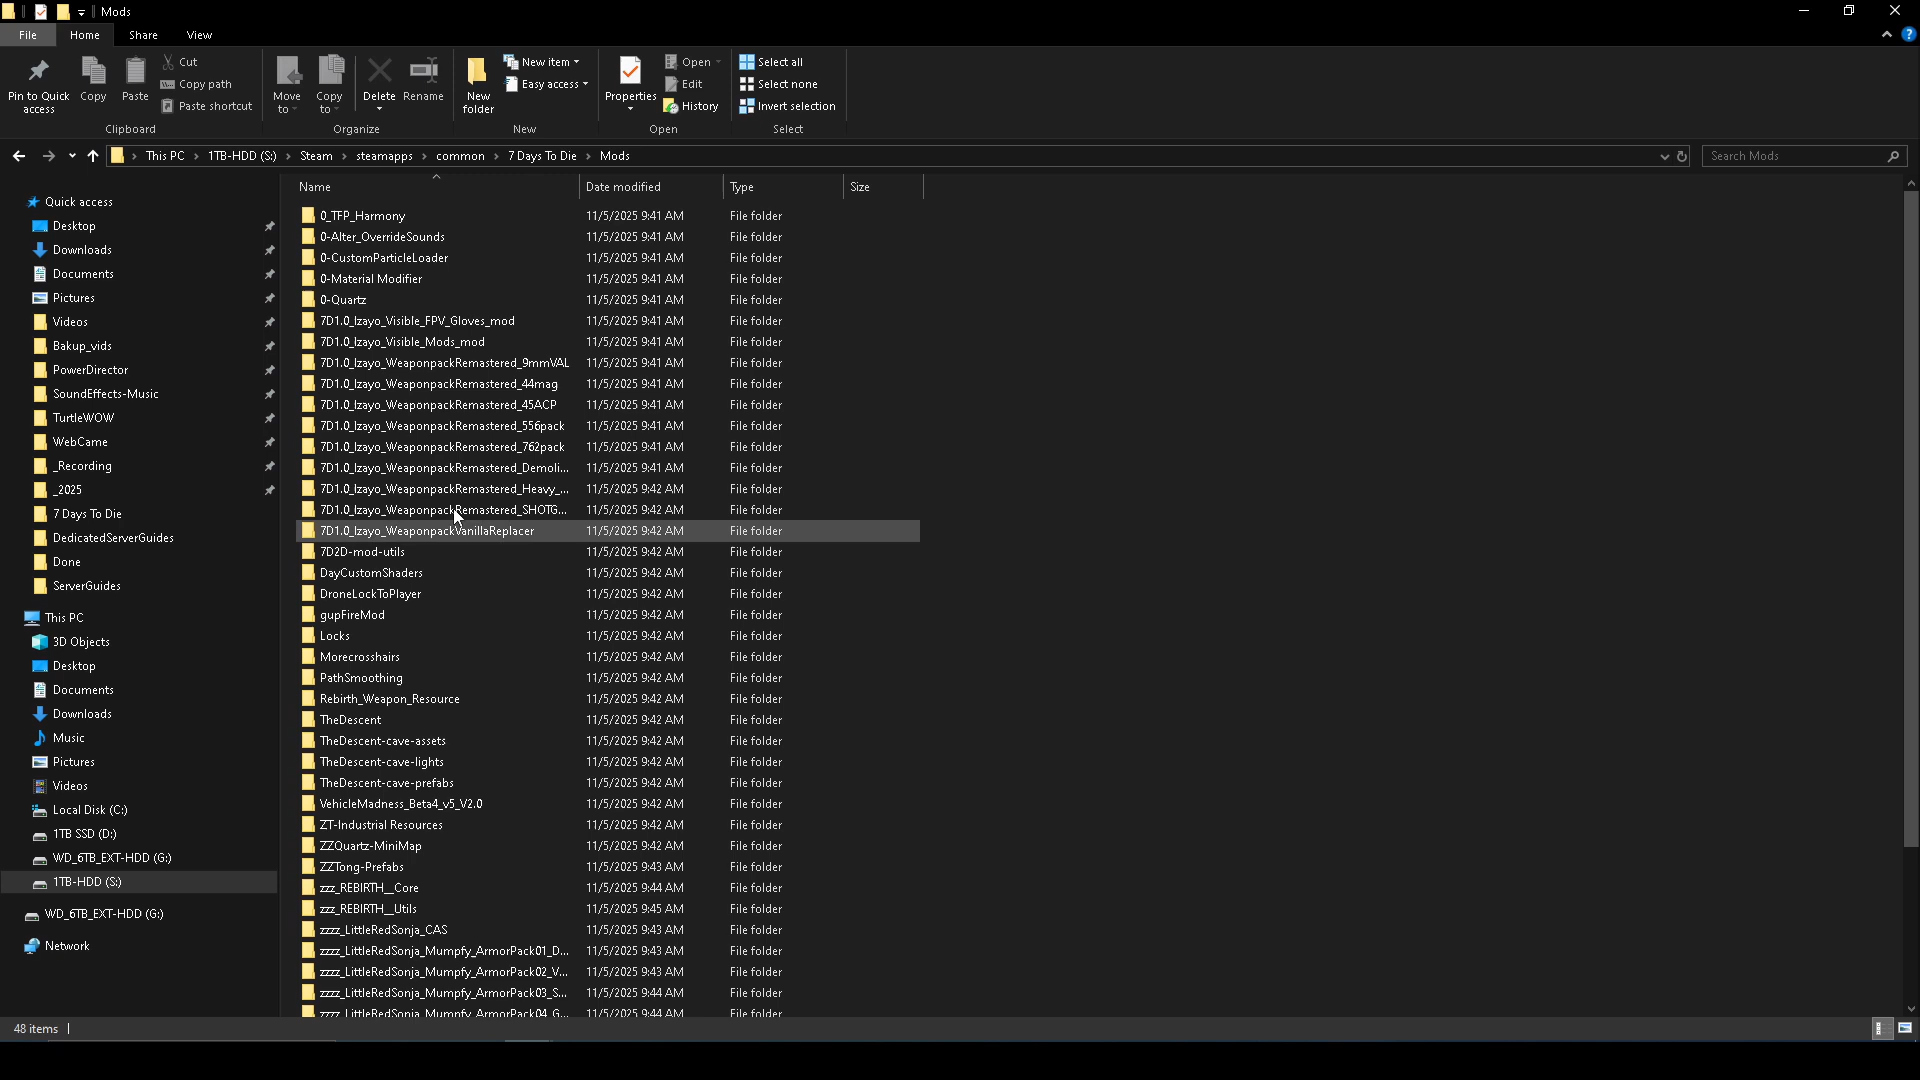 Mods
File Home Share View
Pin to Quick access
Copy
Paste
Cut
Copy path
Paste shortcut
Clipboard
Move to
Copy to
Delete
Rename
Organize
New folder
New item
Easy access
New
Properties
Open
Edit
History
Open
Select all
Select none
Invert selection
Select
This PC › 1TB-HDD (S:) › Steam › steamapps › common › 7 Days To Die › Mods
Search Mods
Name Date modified Type Size
Quick access
Desktop
Downloads
Documents
Pictures
Videos
Bakup_vids
PowerDirector
SoundEffects-Music
TurtleWOW
WebCame
_Recording
_2025
7 Days To Die
DedicatedServerGuides
Done
ServerGuides
This PC
3D Objects
Desktop
Documents
Downloads
Music
Pictures
Videos
Local Disk (C:)
1TB SSD (D:)
WD_6TB_EXT-HDD (G:)
1TB-HDD (S:)
WD_6TB_EXT-HDD (G:)
Network
0_TFP_Harmony 11/5/2025 9:41 AM File folder
0-Alter_OverrideSounds 11/5/2025 9:41 AM File folder
0-CustomParticleLoader 11/5/2025 9:41 AM File folder
0-Material Modifier 11/5/2025 9:41 AM File folder
0-Quartz 11/5/2025 9:41 AM File folder
7D1.0_Izayo_Visible_FPV_Gloves_mod 11/5/2025 9:41 AM File folder
7D1.0_Izayo_Visible_Mods_mod 11/5/2025 9:41 AM File folder
7D1.0_Izayo_WeaponpackRemastered_9mmVAL 11/5/2025 9:41 AM File folder
7D1.0_Izayo_WeaponpackRemastered_44mag 11/5/2025 9:41 AM File folder
7D1.0_Izayo_WeaponpackRemastered_45ACP 11/5/2025 9:41 AM File folder
7D1.0_Izayo_WeaponpackRemastered_556pack 11/5/2025 9:41 AM File folder
7D1.0_Izayo_WeaponpackRemastered_762pack 11/5/2025 9:41 AM File folder
7D1.0_Izayo_WeaponpackRemastered_Demoli... 11/5/2025 9:41 AM File folder
7D1.0_Izayo_WeaponpackRemastered_Heavy_... 11/5/2025 9:42 AM File folder
7D1.0_Izayo_WeaponpackRemastered_SHOTG... 11/5/2025 9:42 AM File folder
7D1.0_Izayo_WeaponpackVanillaReplacer 11/5/2025 9:42 AM File folder
7D2D-mod-utils 11/5/2025 9:42 AM File folder
DayCustomShaders 11/5/2025 9:42 AM File folder
DroneLockToPlayer 11/5/2025 9:42 AM File folder
gupFireMod 11/5/2025 9:42 AM File folder
Locks 11/5/2025 9:42 AM File folder
Morecrosshairs 11/5/2025 9:42 AM File folder
PathSmoothing 11/5/2025 9:42 AM File folder
Rebirth_Weapon_Resource 11/5/2025 9:42 AM File folder
TheDescent 11/5/2025 9:42 AM File folder
TheDescent-cave-assets 11/5/2025 9:42 AM File folder
TheDescent-cave-lights 11/5/2025 9:42 AM File folder
TheDescent-cave-prefabs 11/5/2025 9:42 AM File folder
VehicleMadness_Beta4_v5_V2.0 11/5/2025 9:42 AM File folder
ZT-Industrial Resources 11/5/2025 9:42 AM File folder
ZZQuartz-MiniMap 11/5/2025 9:42 AM File folder
ZZTong-Prefabs 11/5/2025 9:43 AM File folder
zzz_REBIRTH__Core 11/5/2025 9:44 AM File folder
zzz_REBIRTH__Utils 11/5/2025 9:45 AM File folder
zzzz_LittleRedSonja_CAS 11/5/2025 9:43 AM File folder
zzzz_LittleRedSonja_Mumpfy_ArmorPack01_D... 11/5/2025 9:43 AM File folder
zzzz_LittleRedSonja_Mumpfy_ArmorPack02_V... 11/5/2025 9:43 AM File folder
zzzz_LittleRedSonja_Mumpfy_ArmorPack03_S... 11/5/2025 9:44 AM File folder
zzzz_LittleRedSonja_Mumpfy_ArmorPack04_G... 11/5/2025 9:44 AM File folder
48 items